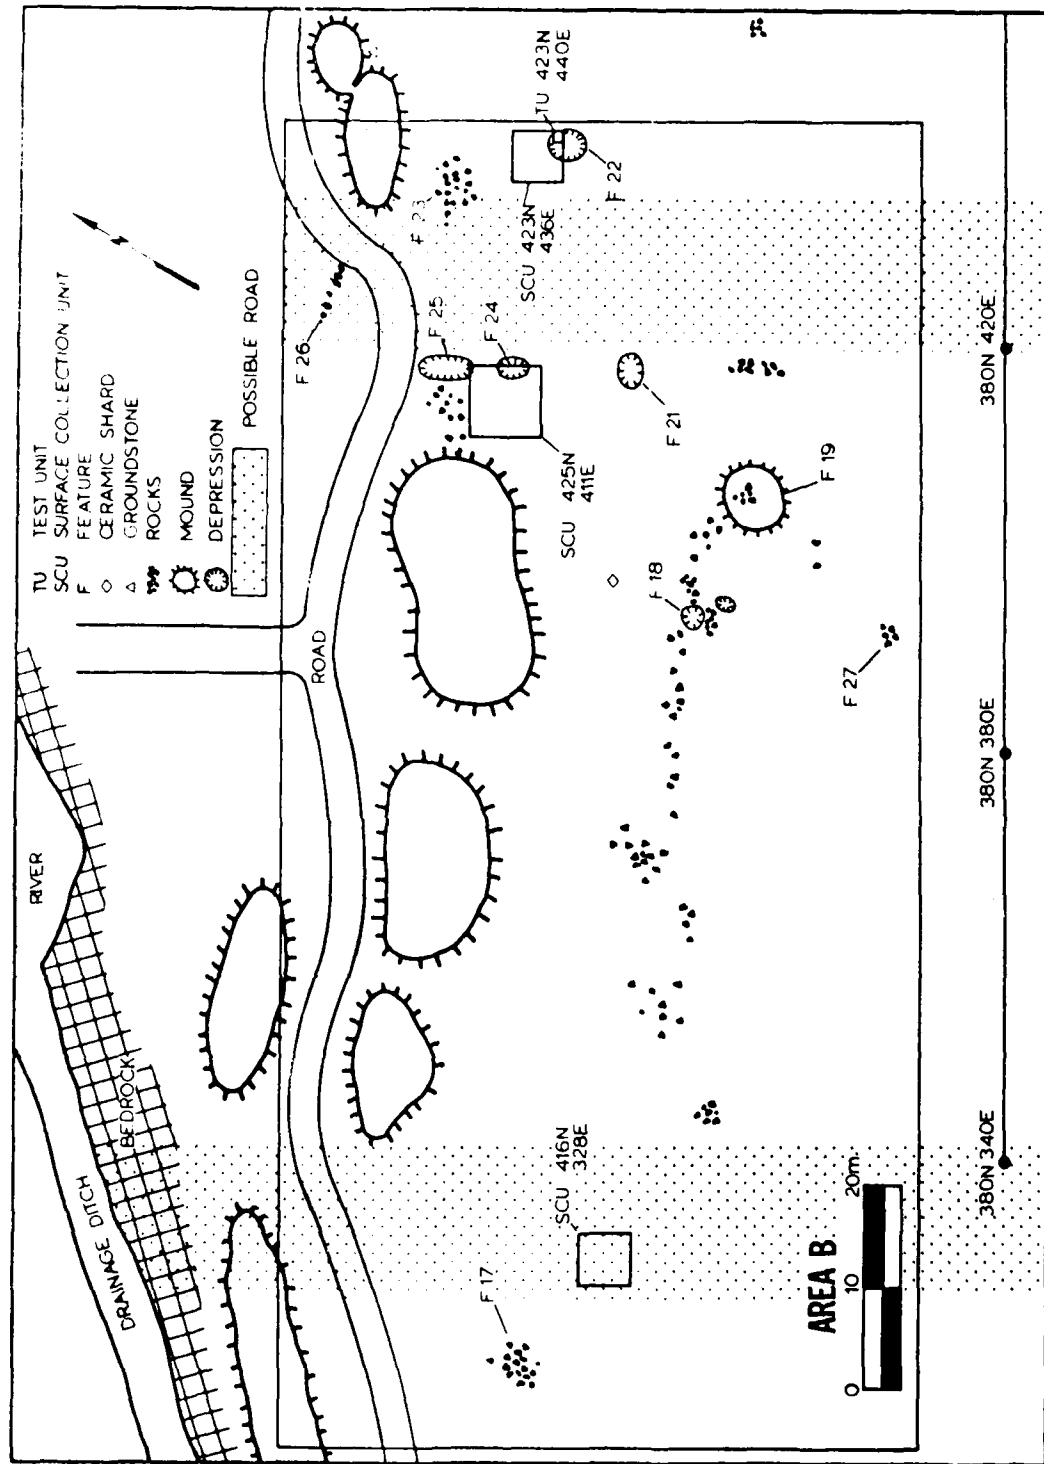 TU TEST UNIT
SCU SURFACE COLLECTION UNIT
F FEATURE
CERAMIC SHARD
GROUNDSTONE
ROCKS
MOUND
DEPRESSION
POSSIBLE ROAD
N
RIVER
DRAINAGE DITCH
BEDROCK
ROAD
F 26
F 25
F 24
F 23
TU 423N
440E
F 22
SCU 423N
436E
SCU 425N
411E
F 21
F 19
F 18
F 27
SCU 416N
328E
F 17
AREA B
0 10 20m.
380N 340E
380N 380E
380N 420E